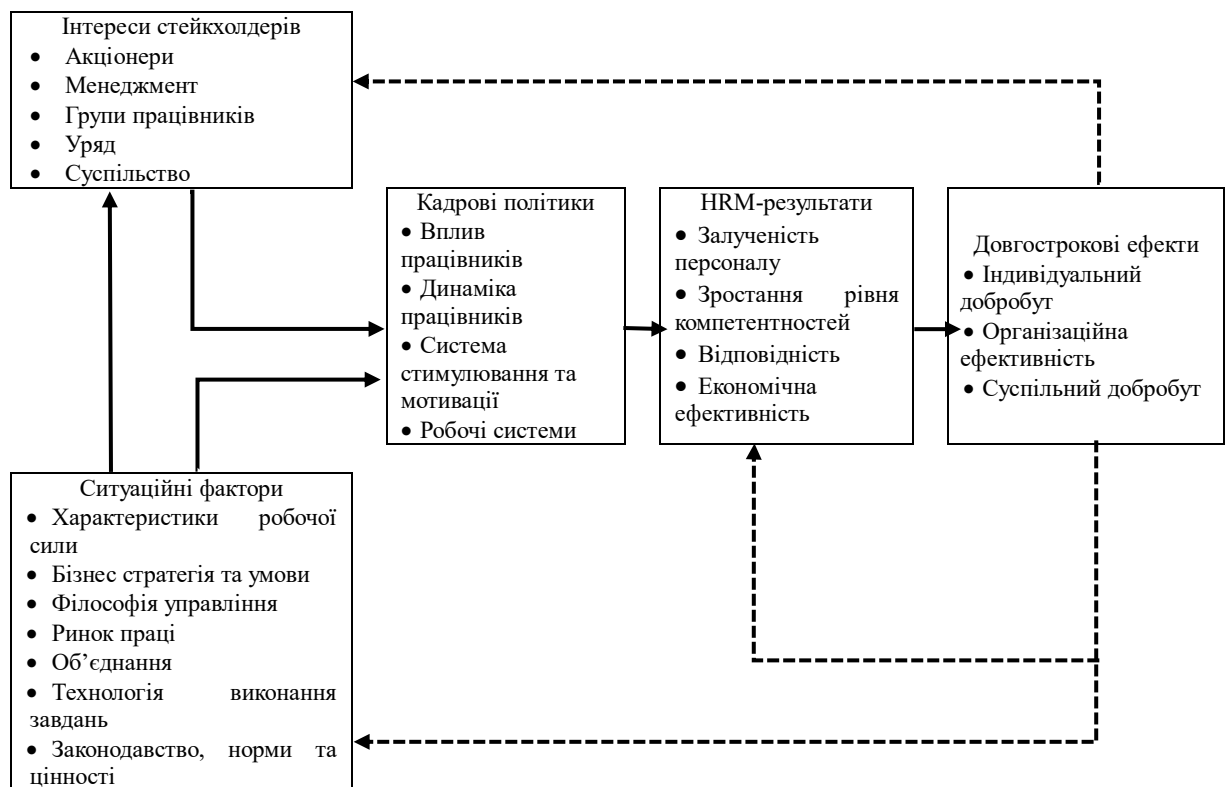 Інтереси стейкхолдерів
• Акціонери
• Менеджмент
• Групи працівників
• Уряд
• Суспільство
Кадрові політики
• Вплив
працівників
• Динаміка
працівників
• Система
стимулювання та
мотивації
• Робочі системи
HRM-результати
• Залученість
персоналу
• Зростання рівня
компетентностей
• Відповідність
• Економічна
ефективність
Довгострокові ефекти
• Індивідуальний
добробут
• Організаційна
ефективність
• Суспільний добробут
Ситуаційні фактори
• Характеристики робочої
сили
• Бізнес стратегія та умови
• Філософія управління
• Ринок праці
• Об’єднання
• Технологія виконання
завдань
• Законодавство, норми та
цінності